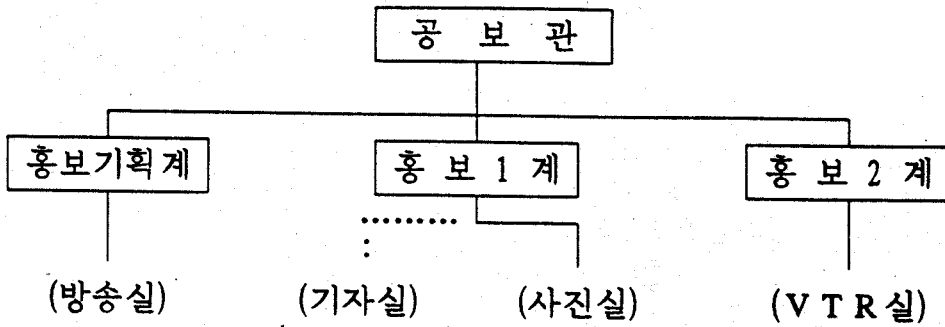 공 보 관
홍보기획계 홍 보 1 계 홍 보 2 계
(방송실) (기자실) (사진실) (V T R 실)